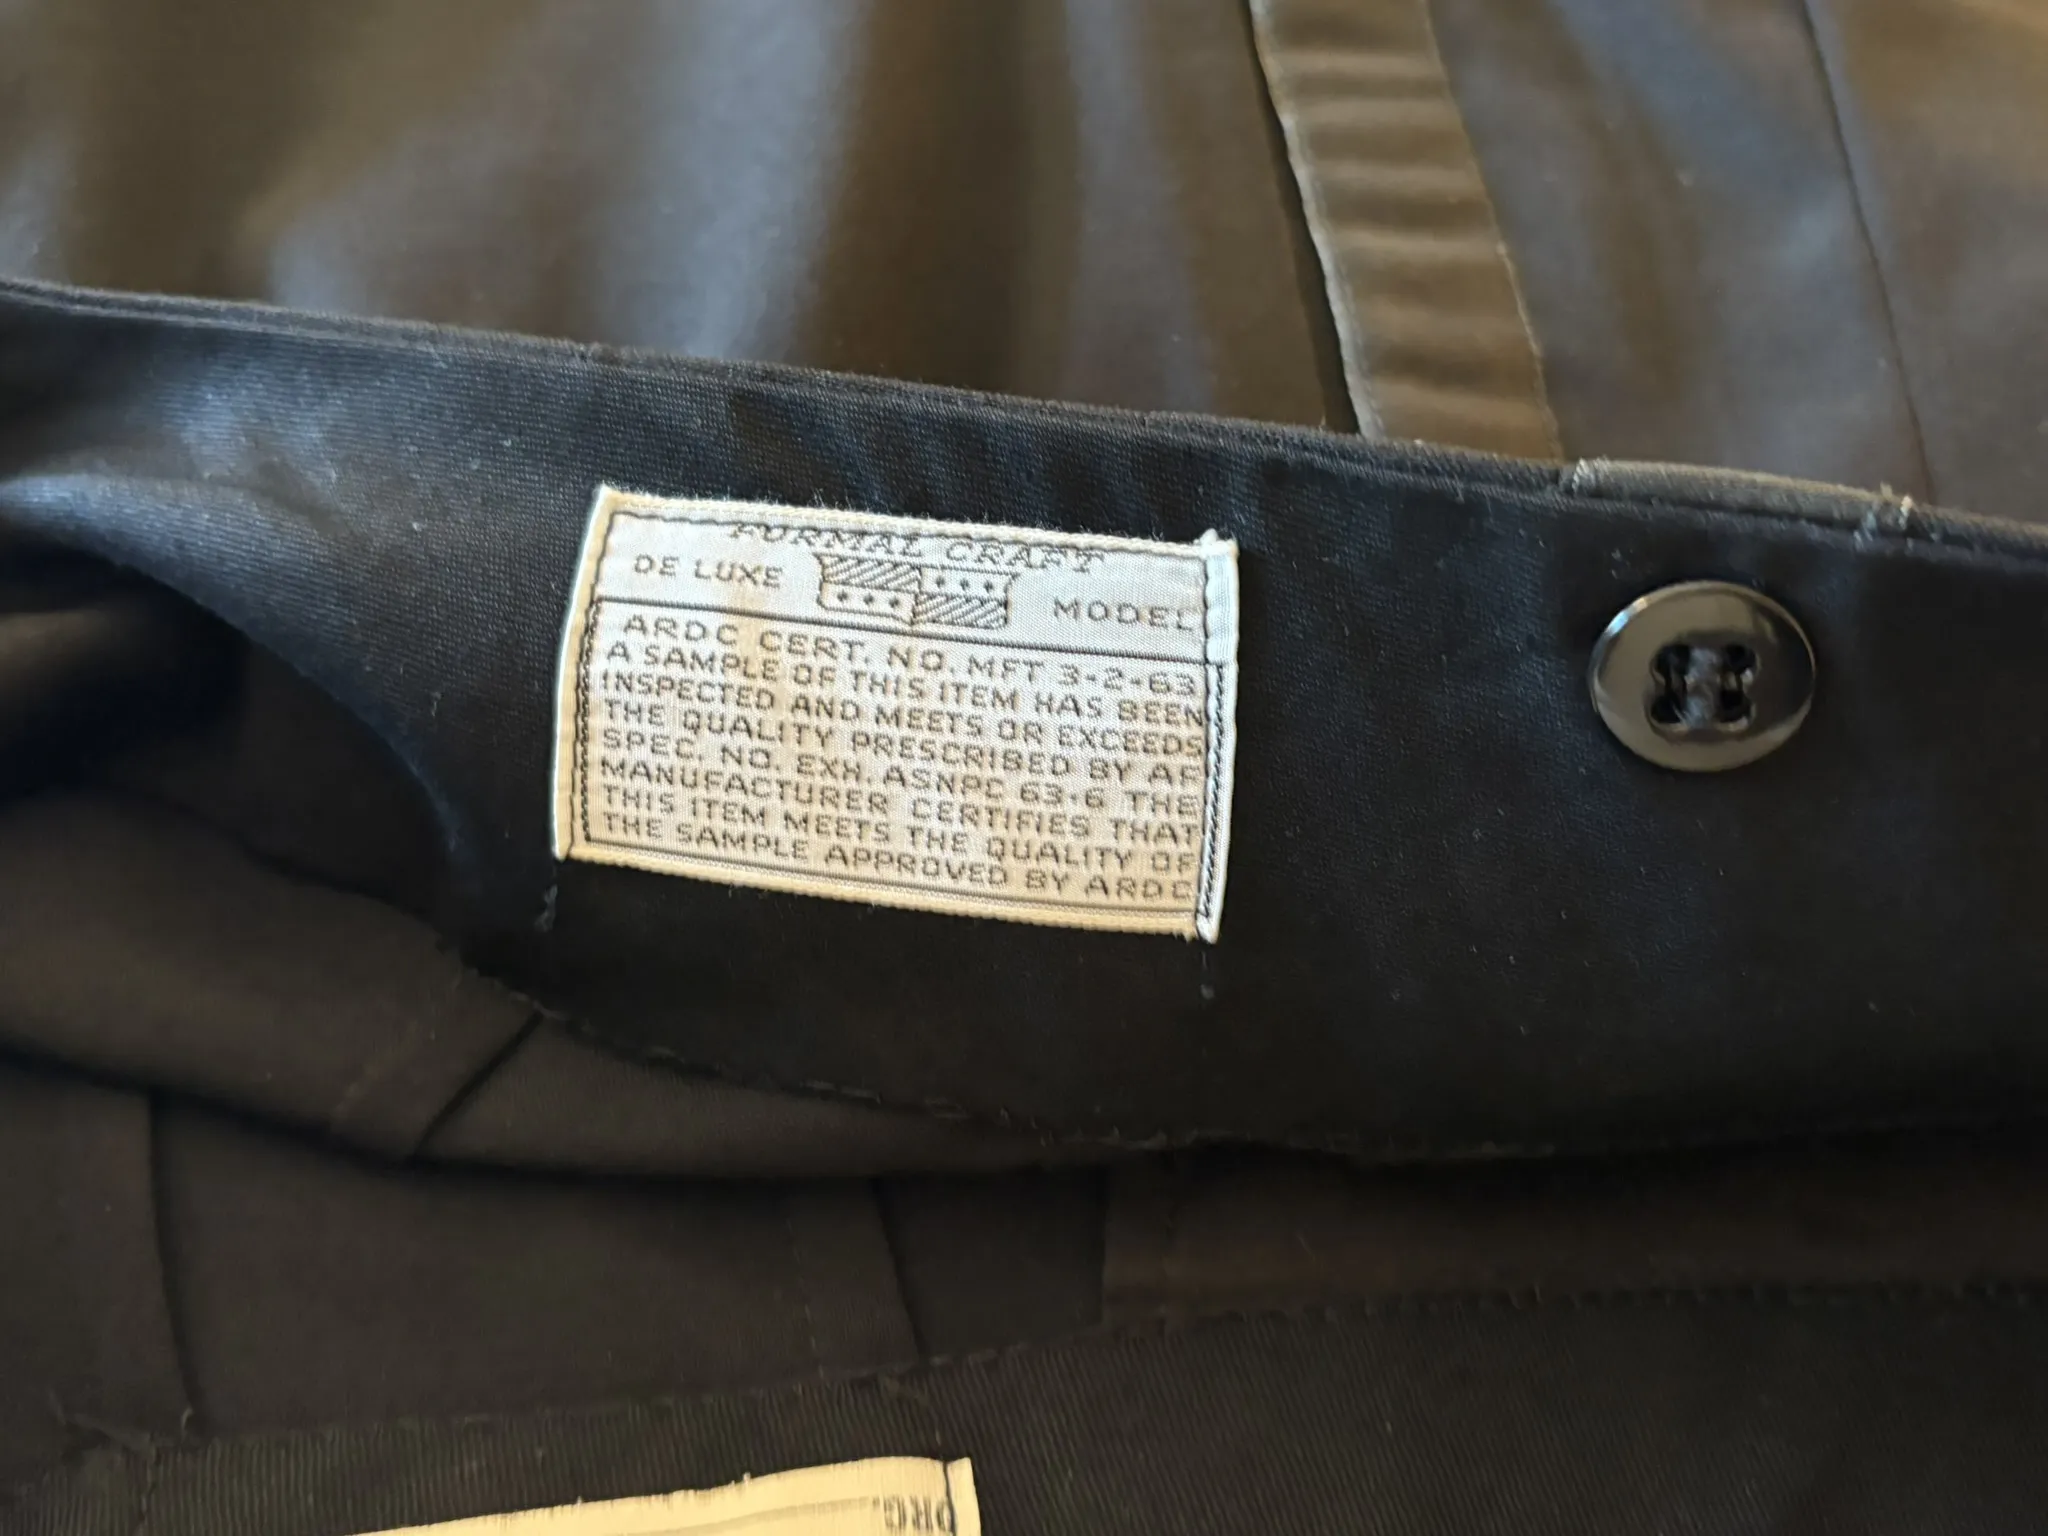 FORMAL CRAFT
DE LUXE MODEL
ARDC CERT. NO. MFT 3-2-63
A SAMPLE OF THIS ITEM HAS BEEN
INSPECTED AND MEETS OR EXCEEDS
THE QUALITY PRESCRIBED BY AF
SPEC. NO. EXH. ASNPC 63-6 THE
MANUFACTURER CERTIFIES THAT
THIS ITEM MEETS THE QUALITY OF
THE SAMPLE APPROVED BY ARDC